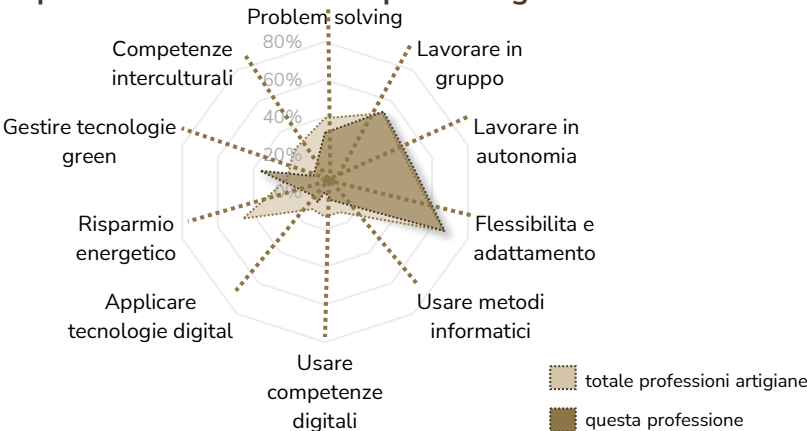 Problem solving
Competenze
interculturali
Lavorare in
gruppo
80%
60%
40%
20%
Gestire tecnologie
green
Lavorare in
autonomia
Risparmio
energetico
Flessibilita e
adattamento
Applicare
tecnologie digital
Usare metodi
informatici
Usare
competenze
digitali
totale professioni artigiane
questa professione